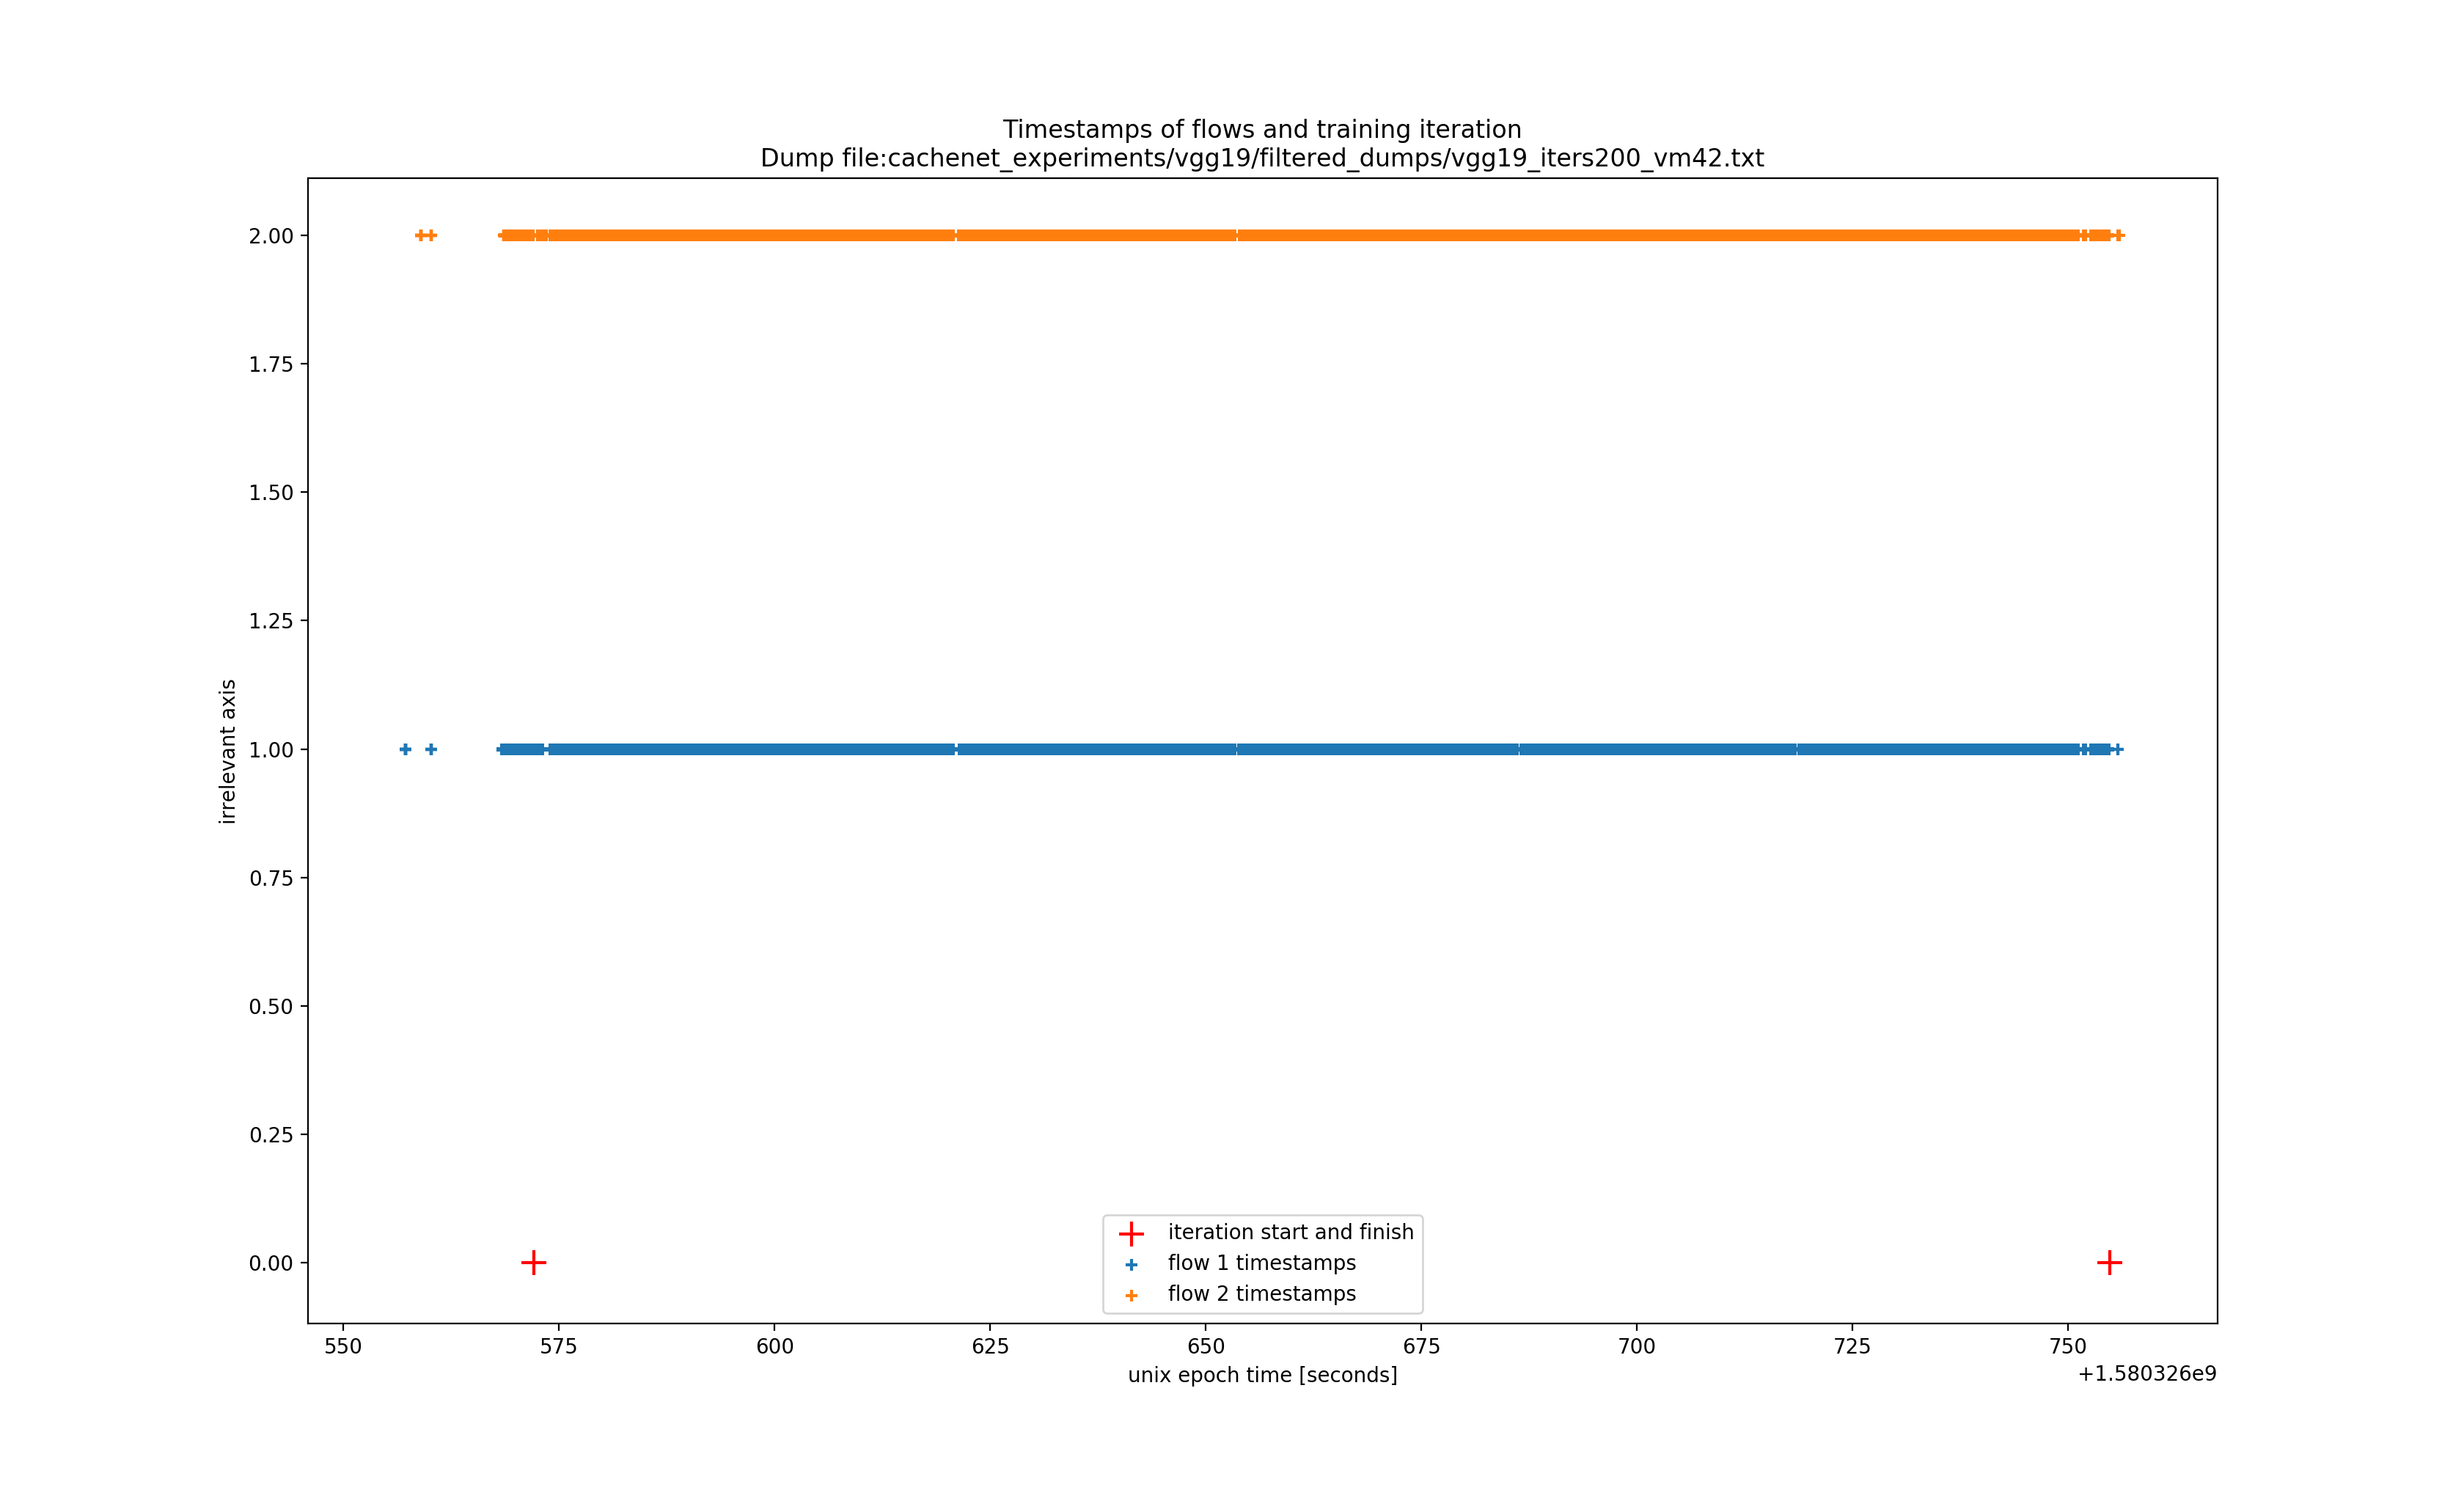 Timestamps of flows and training iteration
Dump file:cachenet_experiments/vgg19/filtered_dumps/vgg19_iters200_vm42.txt
2.00
1.75
1.50
1.25
1.00
0.75
0.50
0.25
0.00
irrelevant axis
iteration start and finish
flow 1 timestamps
flow 2 timestamps
550 575 600 625 650 675 700 725 750
unix epoch time [seconds]
+1.580326e9